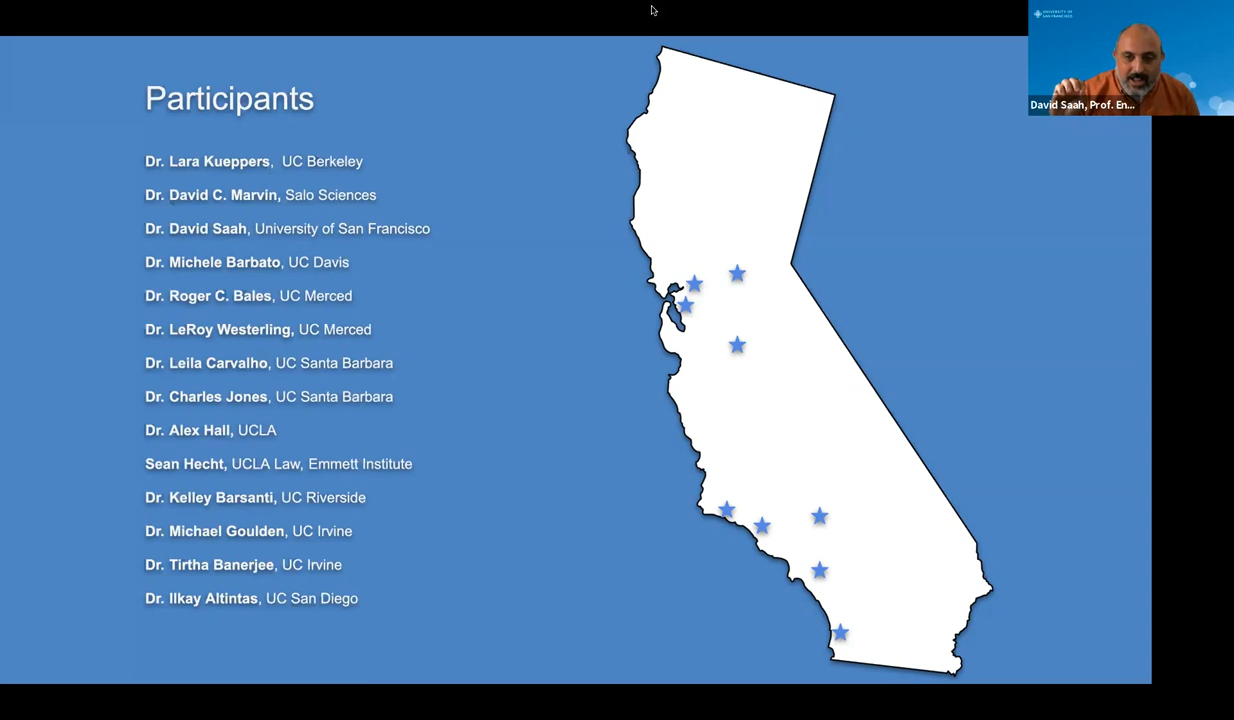 UNIVERSITY OF
SAN FRANCISCO
David Saah, Prof. En...
Participants
Dr. Lara Kueppers, UC Berkeley
Dr. David C. Marvin, Salo Sciences
Dr. David Saah, University of San Francisco
Dr. Michele Barbato, UC Davis
Dr. Roger C. Bales, UC Merced
Dr. LeRoy Westerling, UC Merced
Dr. Leila Carvalho, UC Santa Barbara
Dr. Charles Jones, UC Santa Barbara
Dr. Alex Hall, UCLA
Sean Hecht, UCLA Law, Emmett Institute
Dr. Kelley Barsanti, UC Riverside
Dr. Michael Goulden, UC Irvine
Dr. Tirtha Banerjee, UC Irvine
Dr. Ilkay Altintas, UC San Diego